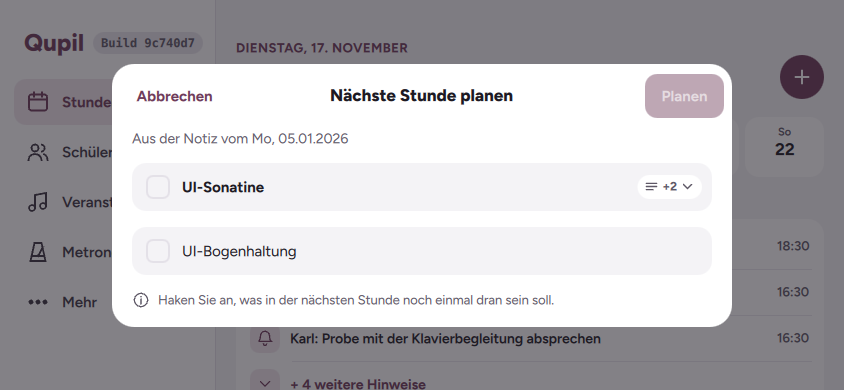 Qupil
Build 9c740d7
DIENSTAG, 17. NOVEMBER
Abbrechen
Nächste Stunde planen
Planen
Aus der Notiz vom Mo, 05.01.2026
UI-Sonatine
+2
UI-Bogenhaltung
Haken Sie an, was in der nächsten Stunde noch einmal dran sein soll.
Stunde
Schüler
Veranst
Metron
Mehr
So
22
18:30
16:30
Karl: Probe mit der Klavierbegleitung absprechen
16:30
+ 4 weitere Hinweise